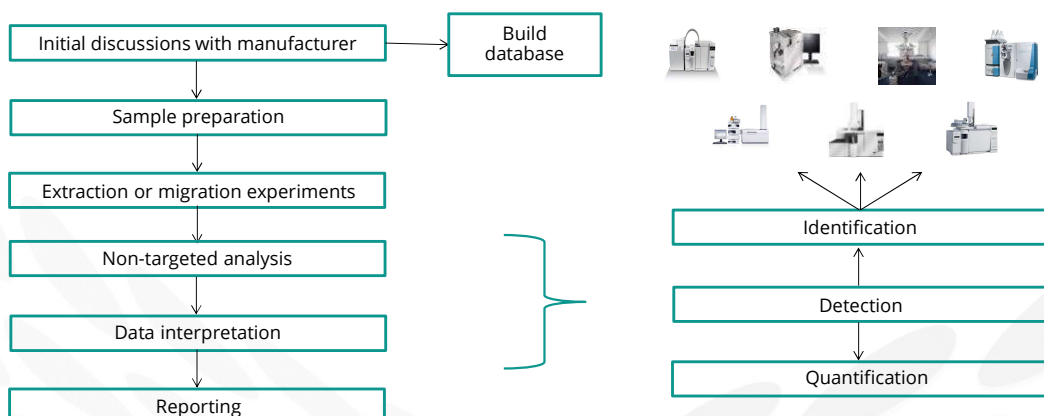 Initial discussions with manufacturer
Build
database
Sample preparation
Extraction or migration experiments
Non-targeted analysis
Data interpretation
Reporting
Identification
Detection
Quantification